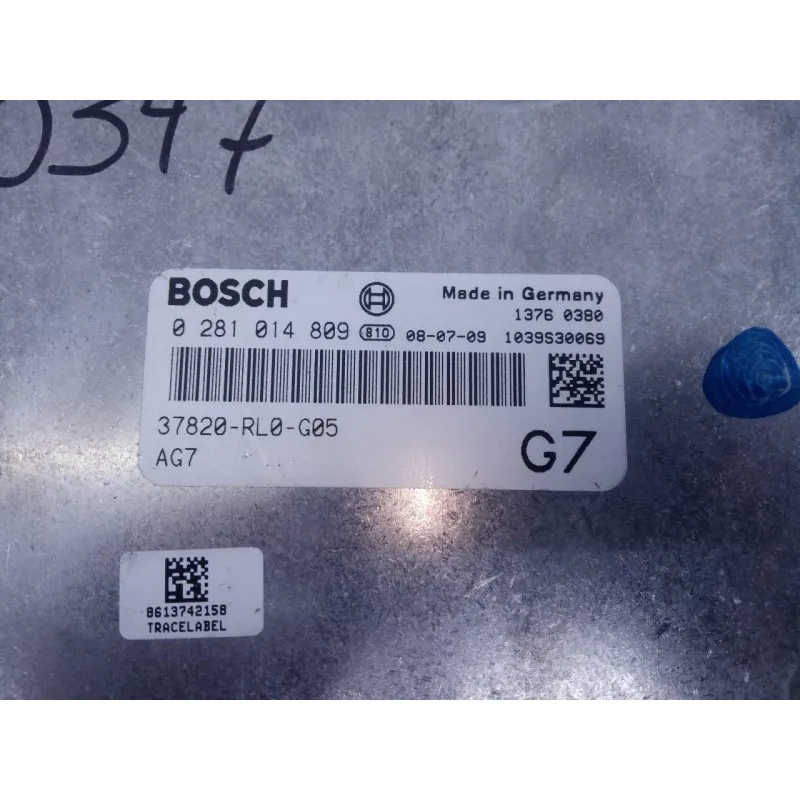 0347
BOSCH Made in Germany
1376 0380
0 281 014 809 810 08-07-09 1039S30069
37820-RL0-G05
AG7 G7
8613742158
TRACELABEL